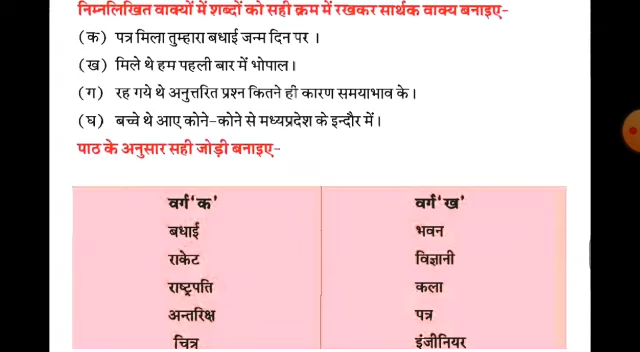 निम्नलिखित वाक्यों में शब्दों को सही क्रम में रखकर सार्थक वाक्य बनाइए-
(क) पत्र मिला तुम्हारा बधाई जन्म दिन पर ।
(ख) मिले थे हम पहली बार में भोपाल।
(ग) रह गये थे अनुत्तरित प्रश्न कितने ही कारण समयाभाव के।
(घ) बच्चे थे आए कोने-कोने से मध्यप्रदेश के इन्दौर में।
पाठ के अनुसार सही जोड़ी बनाइए-
वर्ग ‘क’ वर्ग ‘ख’
बधाई भवन
राकेट विज्ञानी
राष्ट्रपति कला
अन्तरिक्ष पत्र
चित्र इंजीनियर